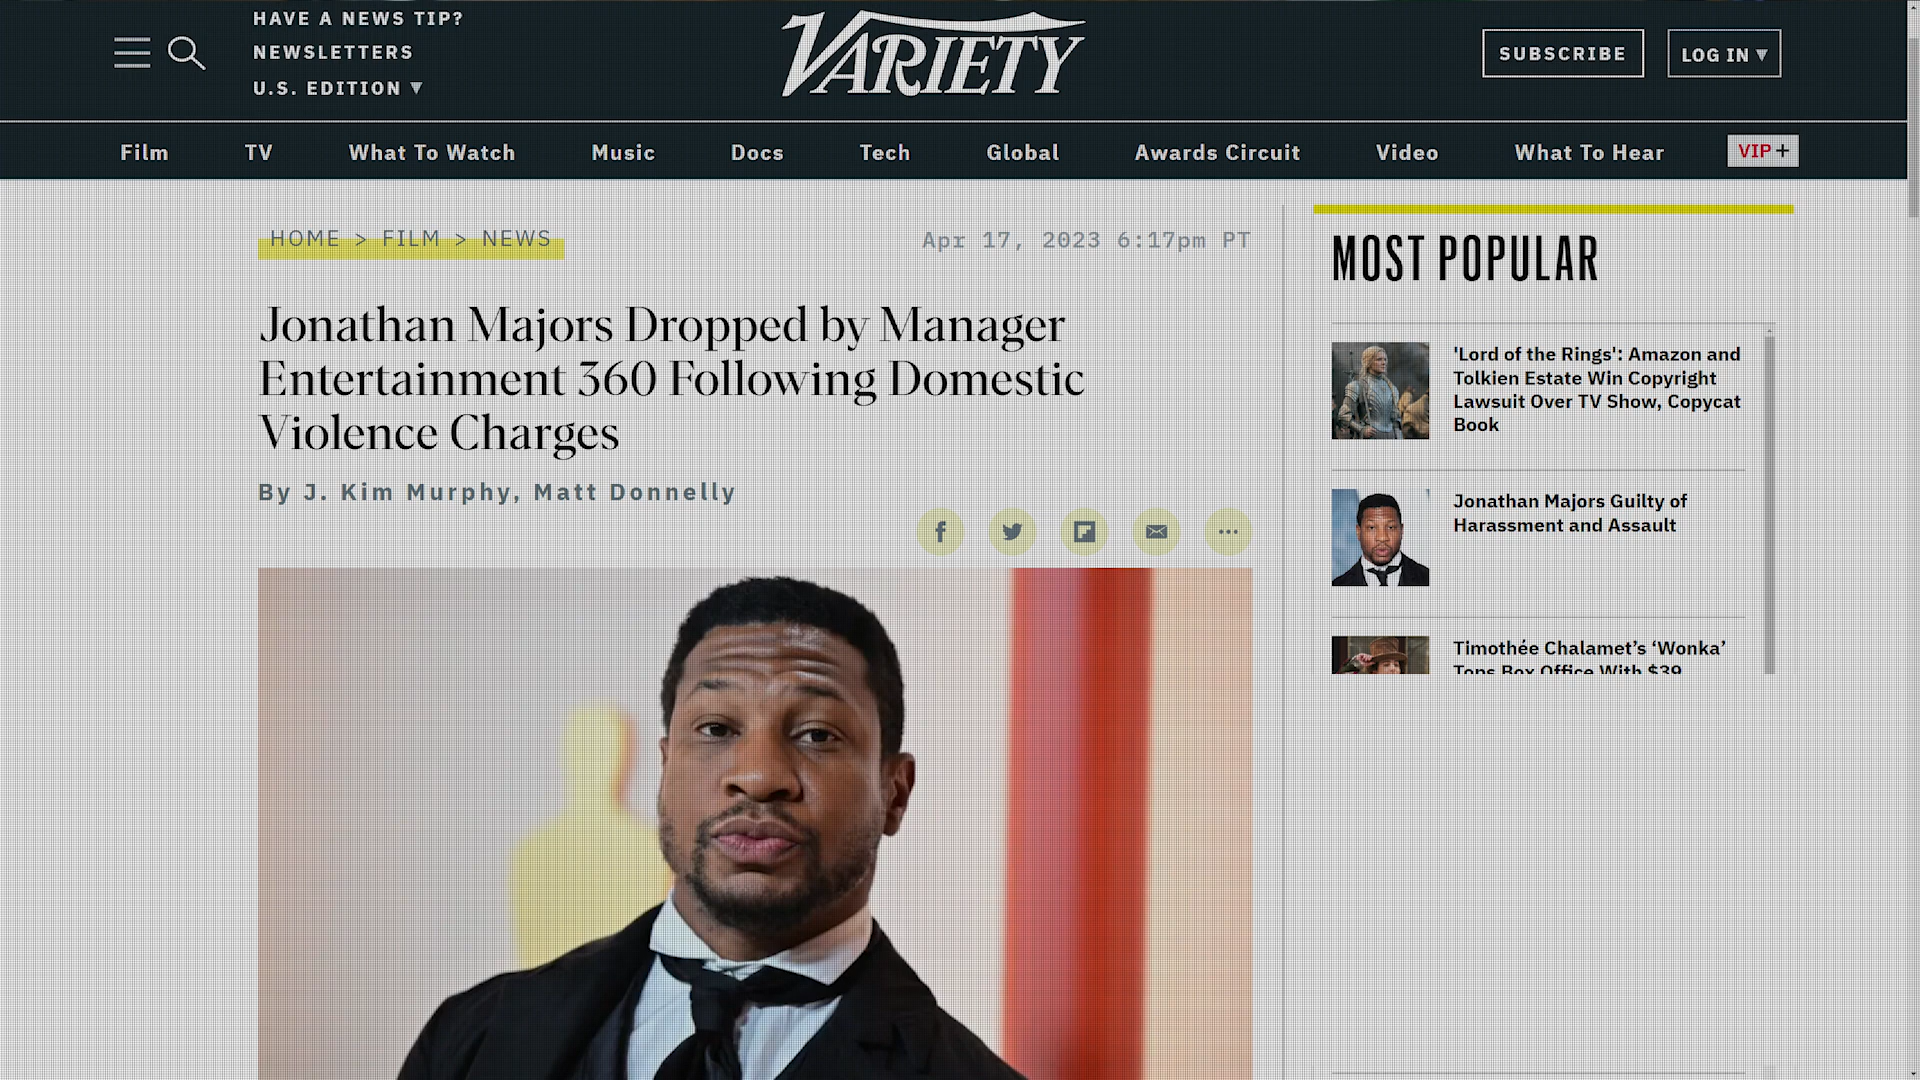 HAVE A NEWS TIP?
NEWSLETTERS
U.S. EDITION ▼
VARIETY
SUBSCRIBE
LOG IN ▼
Film
TV
What To Watch
Music
Docs
Tech
Global
Awards Circuit
Video
What To Hear
VIP+
HOME > FILM > NEWS
Apr 17, 2023 6:17pm PT
Jonathan Majors Dropped by Manager
Entertainment 360 Following Domestic
Violence Charges
By J. Kim Murphy, Matt Donnelly
MOST POPULAR
'Lord of the Rings': Amazon and
Tolkien Estate Win Copyright
Lawsuit Over TV Show, Copycat
Book
Jonathan Majors Guilty of
Harassment and Assault
Timothée Chalamet’s ‘Wonka’
Tops Box Office With $39